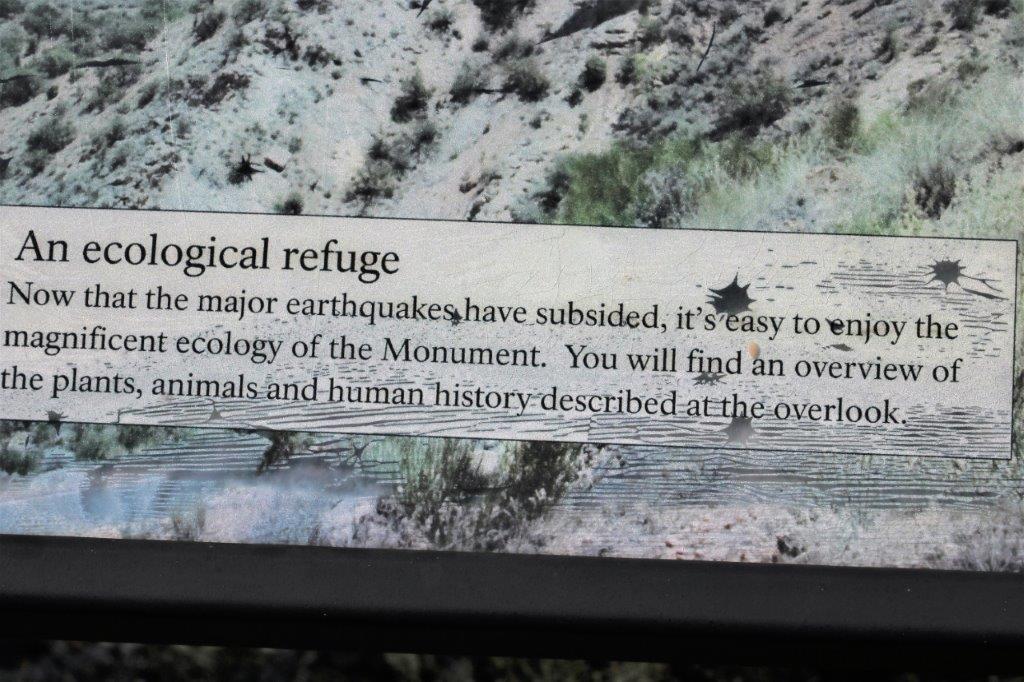 An ecological refuge
Now that the major earthquakes have subsided, it's easy to enjoy the
magnificent ecology of the Monument. You will find an overview of
the plants, animals and human history described at the overlook.